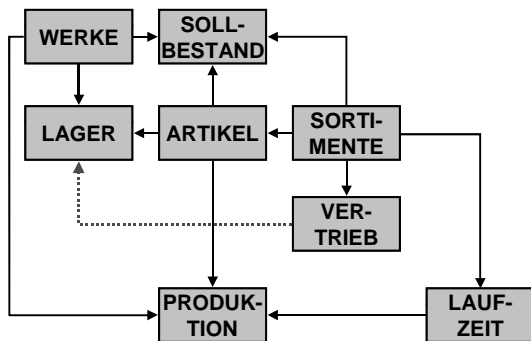 WERKE
SOLL-
BESTAND
LAGER
ARTIKEL
SORTI-
MENTE
VER-
TRIEB
PRODUK-
TION
LAUF-
ZEIT